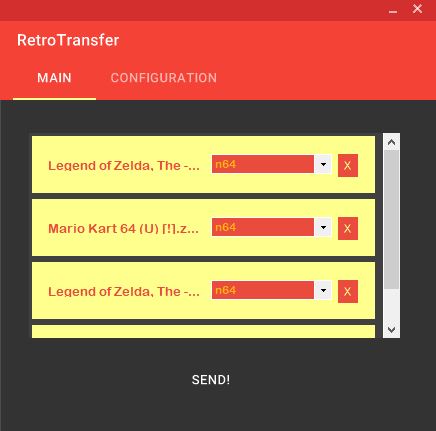 RetroTransfer
MAIN CONFIGURATION
Legend of Zelda, The -... n64 X
Mario Kart 64 (U) [!].z... n64 X
Legend of Zelda, The -... n64 X
SEND!